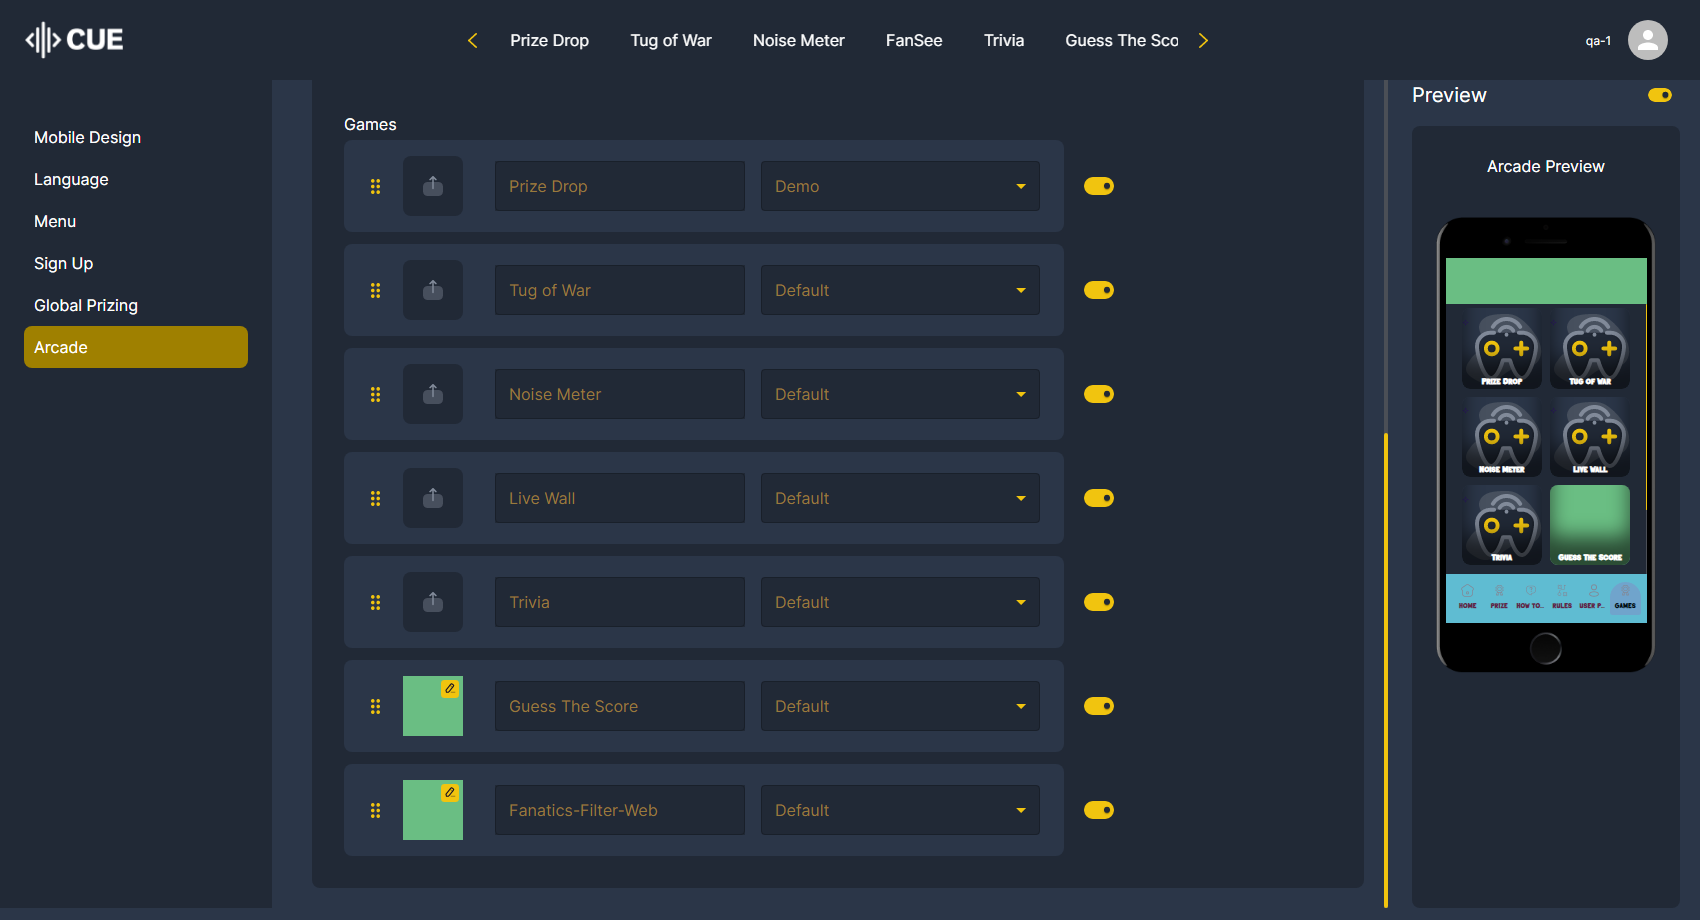 CUE
Prize Drop
Tug of War
Noise Meter
FanSee
Trivia
Guess The Sco
qa-1
Mobile Design
Language
Menu
Sign Up
Global Prizing
Arcade
Games
Prize Drop
Demo
Tug of War
Default
Noise Meter
Default
Live Wall
Default
Trivia
Default
Guess The Score
Default
Fanatics-Filter-Web
Default
Preview
Arcade Preview
PRIZE DROP
TUG OF WAR
NOISE METER
LIVE WALL
TRIVIA
GUESS THE SCORE
HOME
PRIZE
HOW TO..
RULES
USER P..
GAMES